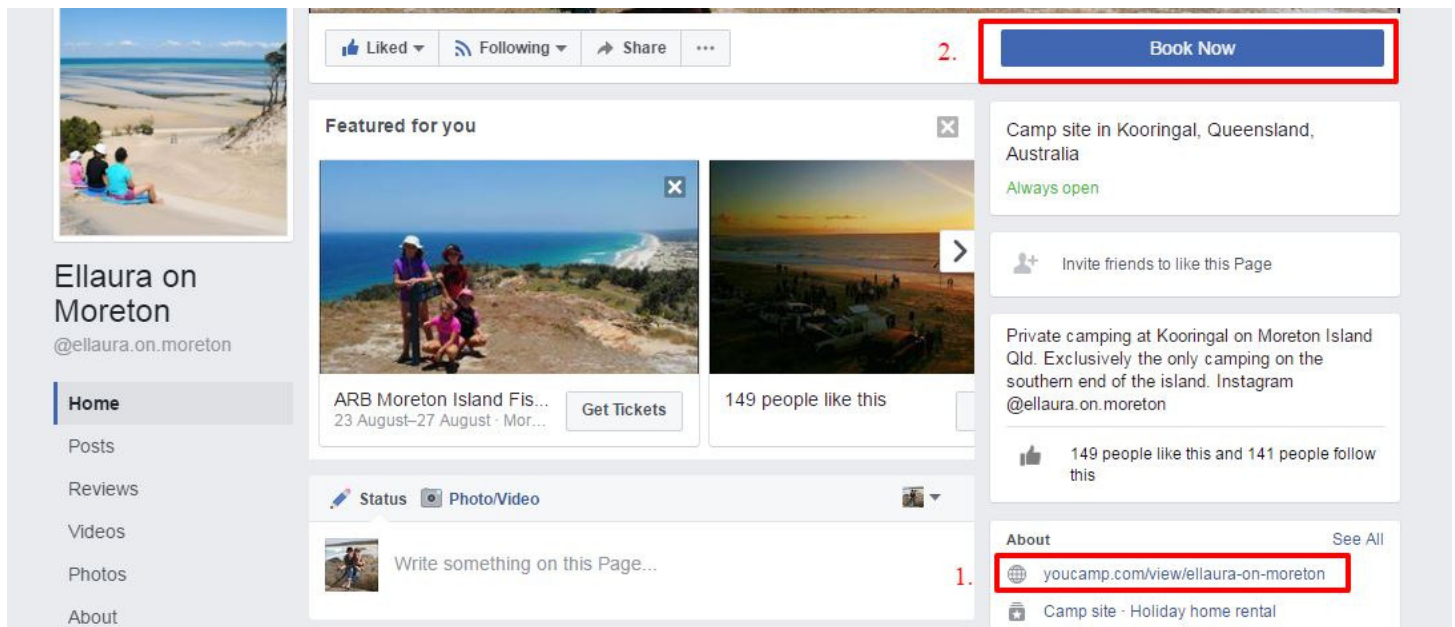 Liked
Following
Share
...
2.
Book Now
Ellaura on
Moreton
@ellaura.on.moreton
Home
Posts
Reviews
Videos
Photos
About
Featured for you
ARB Moreton Island Fis...
23 August–27 August · Mor...
Get Tickets
149 people like this
Status
Photo/Video
Write something on this Page...
Camp site in Kooringal, Queensland,
Australia
Always open
Invite friends to like this Page
Private camping at Kooringal on Moreton Island
Qld. Exclusively the only camping on the
southern end of the island. Instagram
@ellaura.on.moreton
149 people like this and 141 people follow
this
About
See All
1.
youcamp.com/view/ellaura-on-moreton
Camp site · Holiday home rental